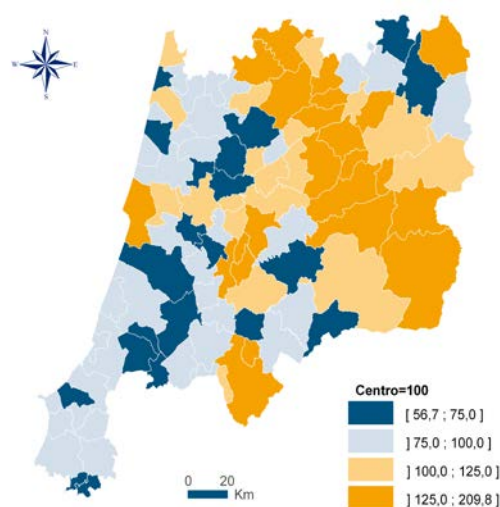 N
W E
S
Centro=100
[ 56,7 ; 75,0 ]
] 75,0 ; 100,0 ]
] 100,0 ; 125,0 ]
] 125,0 ; 209,8 ]
0 20
Km